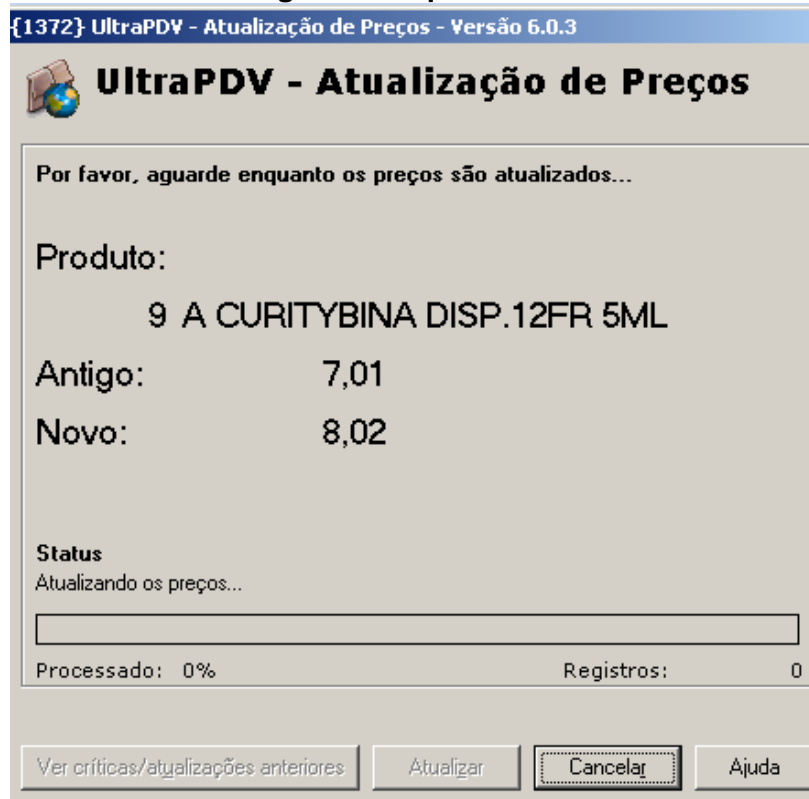 {1372} UltraPDV - Atualização de Preços - Versão 6.0.3
UltraPDV - Atualização de Preços
Por favor, aguarde enquanto os preços são atualizados...
Produto:
9 A CURITYBINA DISP.12FR 5ML
Antigo: 7,01
Novo: 8,02
Status
Atualizando os preços...
Processado: 0% Registros: 0
Ver críticas/atualizações anteriores Atualizar Cancelar Ajuda